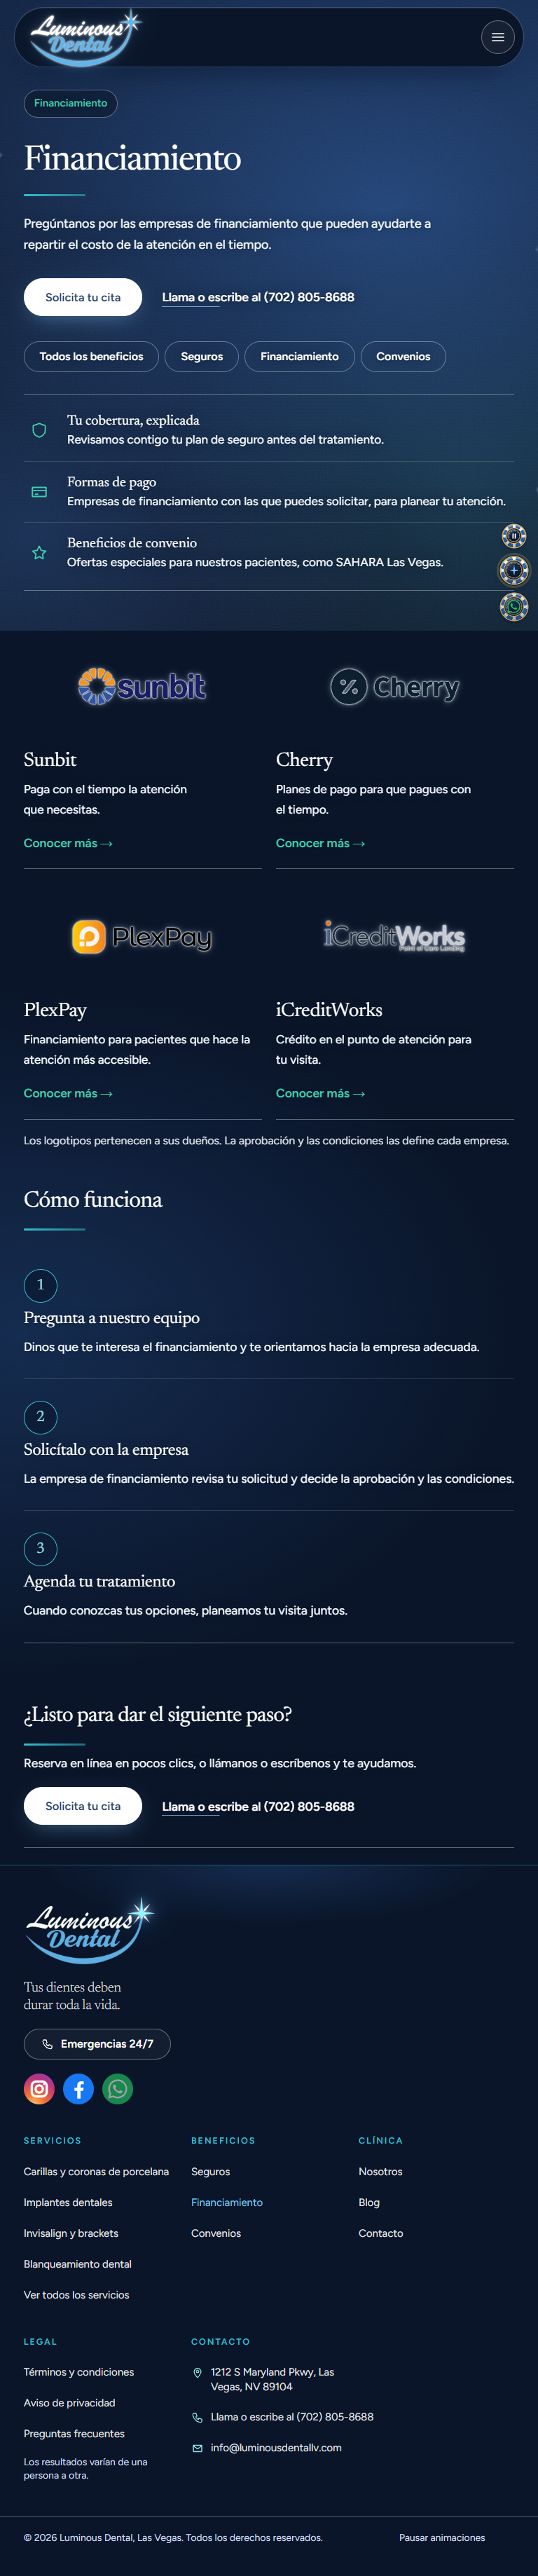 Luminous
Dental
Financiamiento
Financiamiento
Pregúntanos por las empresas de financiamiento que pueden ayudarte a
repartir el costo de la atención en el tiempo.
Solicita tu cita
Llama o escribe al (702) 805-8688
Todos los beneficios
Seguros
Financiamiento
Convenios
Tu cobertura, explicada
Revisamos contigo tu plan de seguro antes del tratamiento.
Formas de pago
Empresas de financiamiento con las que puedes solicitar, para planear tu atención.
Beneficios de convenio
Ofertas especiales para nuestros pacientes, como SAHARA Las Vegas.
sunbit
Cherry
Sunbit
Paga con el tiempo la atención
que necesitas.
Conocer más →
Cherry
Planes de pago para que pagues con
el tiempo.
Conocer más →
PlexPay
iCreditWorks
Point of Care Lending
PlexPay
Financiamiento para pacientes que hace la
atención más accesible.
Conocer más →
iCreditWorks
Crédito en el punto de atención para
tu visita.
Conocer más →
Los logotipos pertenecen a sus dueños. La aprobación y las condiciones las define cada empresa.
Cómo funciona
1
Pregunta a nuestro equipo
Dinos que te interesa el financiamiento y te orientamos hacia la empresa adecuada.
2
Solicítalo con la empresa
La empresa de financiamiento revisa tu solicitud y decide la aprobación y las condiciones.
3
Agenda tu tratamiento
Cuando conozcas tus opciones, planeamos tu visita juntos.
¿Listo para dar el siguiente paso?
Reserva en línea en pocos clics, o llámanos o escríbenos y te ayudamos.
Solicita tu cita
Llama o escribe al (702) 805-8688
Luminous
Dental
Tus dientes deben
durar toda la vida.
Emergencias 24/7
SERVICIOS
Carillas y coronas de porcelana
Implantes dentales
Invisalign y brackets
Blanqueamiento dental
Ver todos los servicios
BENEFICIOS
Seguros
Financiamiento
Convenios
CLÍNICA
Nosotros
Blog
Contacto
LEGAL
Términos y condiciones
Aviso de privacidad
Preguntas frecuentes
Los resultados varían de una
persona a otra.
CONTACTO
1212 S Maryland Pkwy, Las
Vegas, NV 89104
Llama o escribe al (702) 805-8688
info@luminousdentallv.com
© 2026 Luminous Dental, Las Vegas. Todos los derechos reservados.
Pausar animaciones